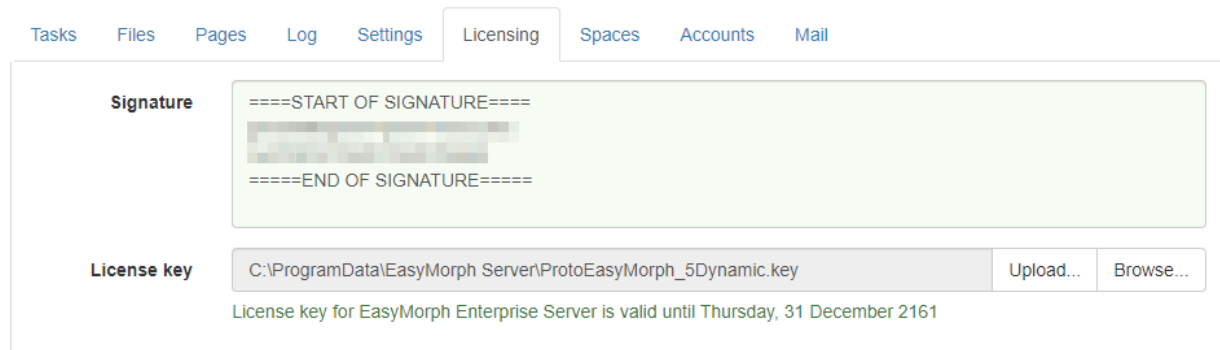 Tasks Files Pages Log Settings Licensing Spaces Accounts Mail
Signature
====START OF SIGNATURE====
=====END OF SIGNATURE=====
License key
C:\ProgramData\EasyMorph Server\ProtoEasyMorph_5Dynamic.key
Upload... Browse...
License key for EasyMorph Enterprise Server is valid until Thursday, 31 December 2161